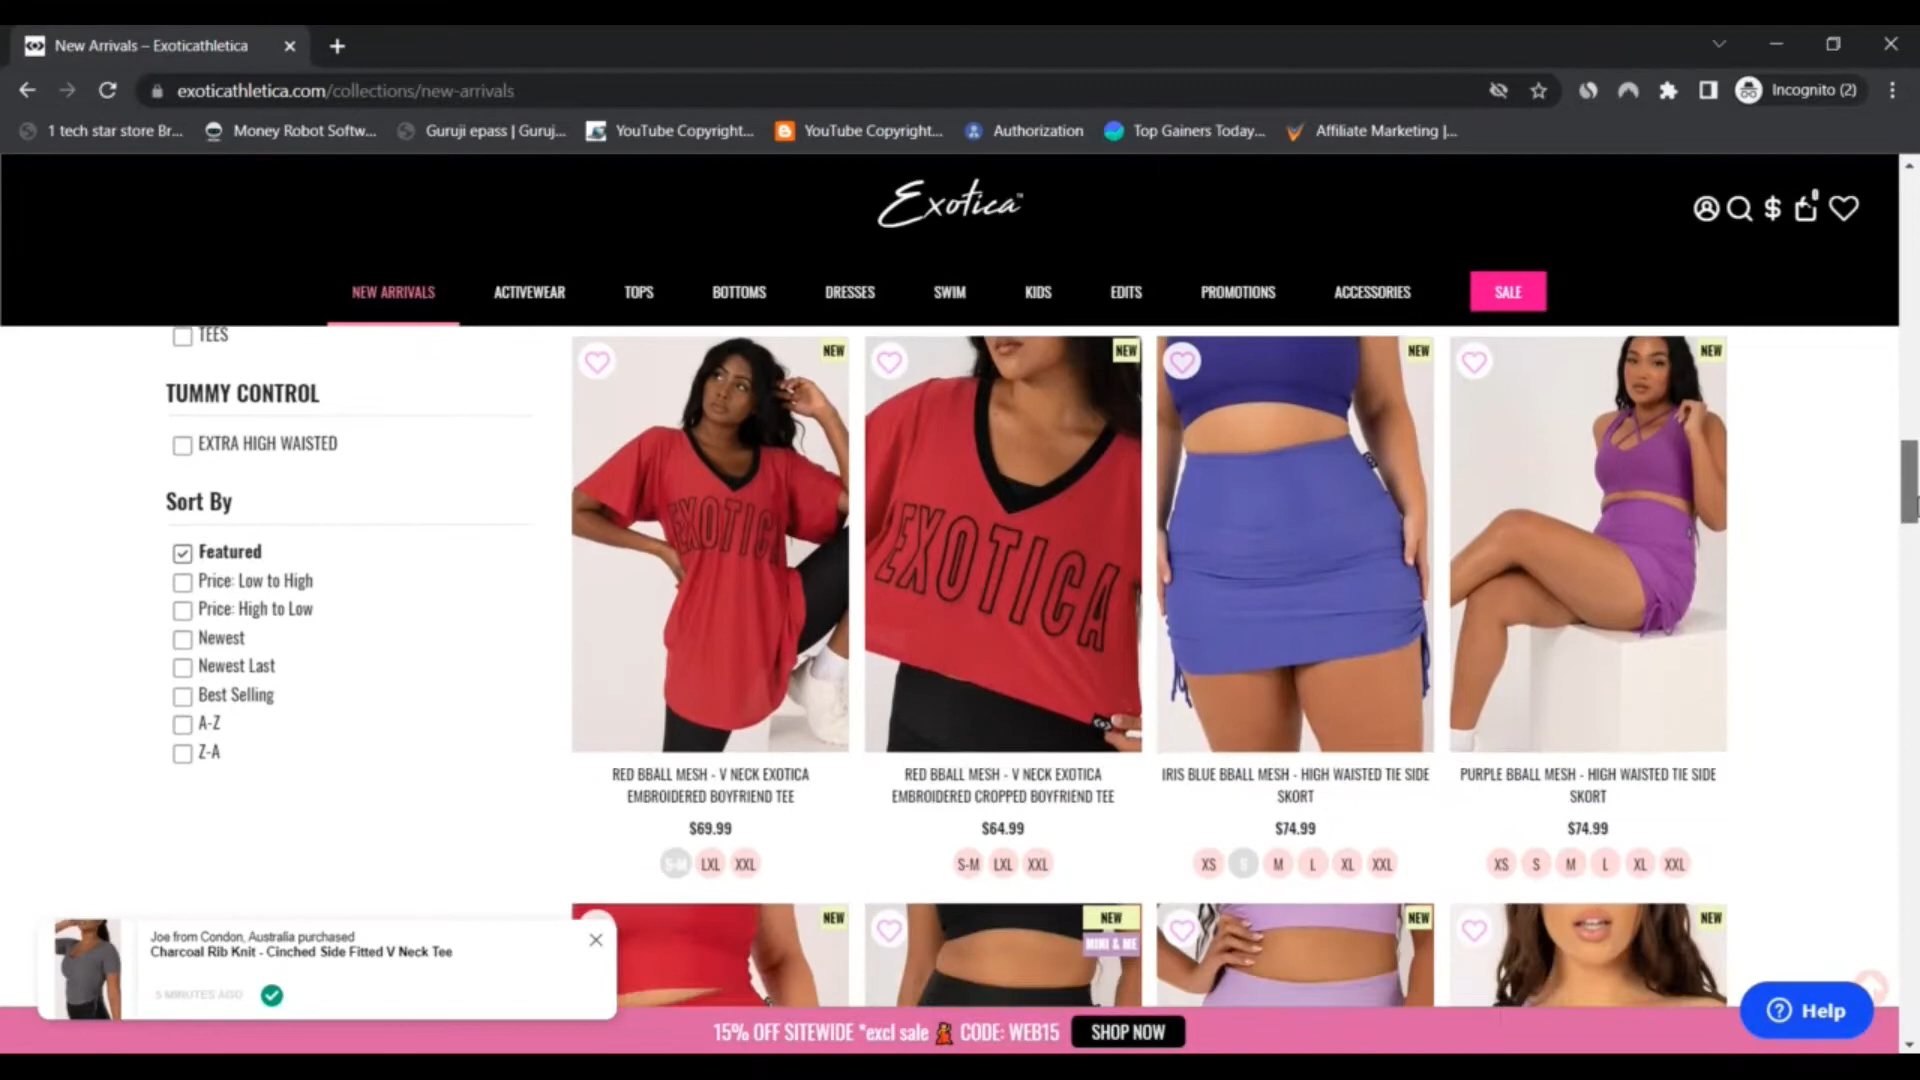 New Arrivals – Exoticathletica
exoticathletica.com/collections/new-arrivals
Incognito (2)
1 tech star store Br...
Money Robot Softw...
Guruji epass | Guruj...
YouTube Copyright...
YouTube Copyright...
Authorization
Top Gainers Today...
Affiliate Marketing |...
Exotica™
$
0
NEW ARRIVALS
ACTIVEWEAR
TOPS
BOTTOMS
DRESSES
SWIM
KIDS
EDITS
PROMOTIONS
ACCESSORIES
SALE
TEES
TUMMY CONTROL
EXTRA HIGH WAISTED
Sort By
Featured
Price: Low to High
Price: High to Low
Newest
Newest Last
Best Selling
A-Z
Z-A
NEW
NEW
NEW
NEW
EXOTICA
EXOTICA
RED BBALL MESH - V NECK EXOTICA
EMBROIDERED BOYFRIEND TEE
$69.99
S-M LXL XXL
RED BBALL MESH - V NECK EXOTICA
EMBROIDERED CROPPED BOYFRIEND TEE
$64.99
S-M LXL XXL
IRIS BLUE BBALL MESH - HIGH WAISTED TIE SIDE
SKORT
$74.99
XS S M L XL XXL
PURPLE BBALL MESH - HIGH WAISTED TIE SIDE
SKORT
$74.99
XS S M L XL XXL
NEW
NEW
MINI & ME
NEW
NEW
Joe from Condon, Australia purchased
Charcoal Rib Knit - Cinched Side Fitted V Neck Tee
5 MINUTES AGO
15% OFF SITEWIDE *excl sale 💃 CODE: WEB15
SHOP NOW
Help